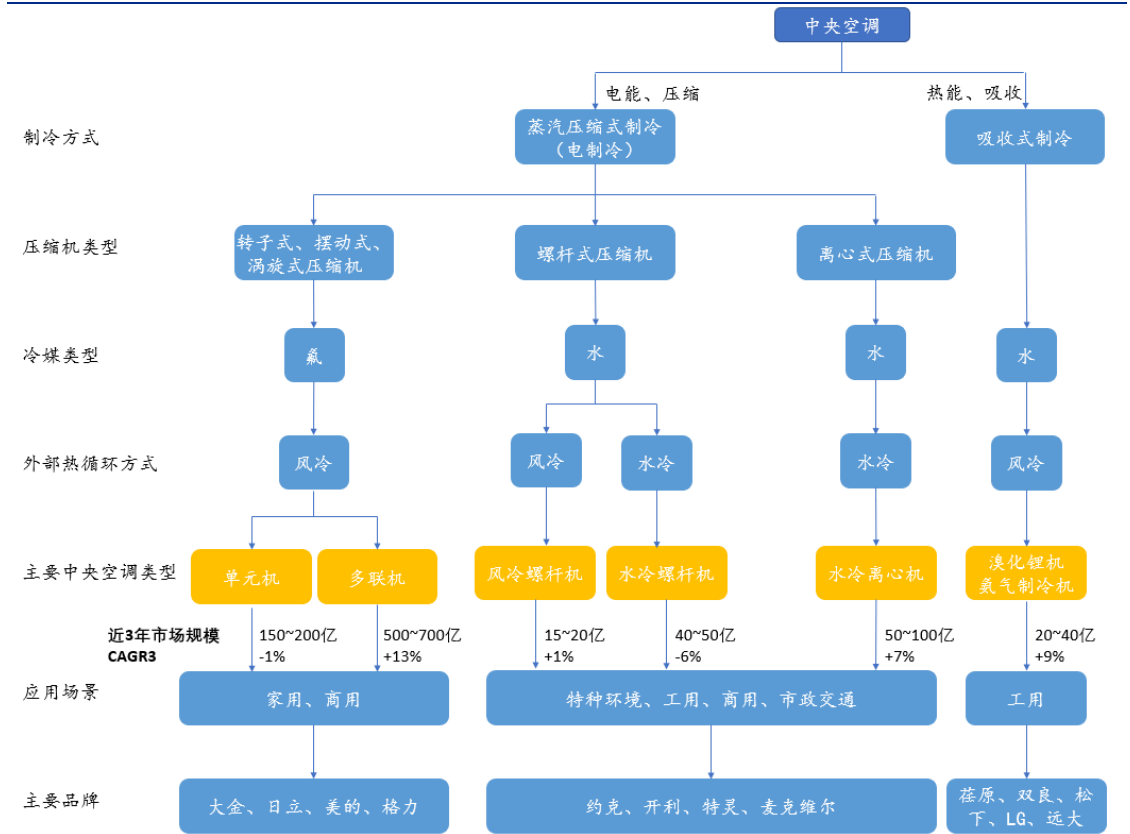 中央空调
电能、压缩
热能、吸收
制冷方式
蒸汽压缩式制冷
（电制冷）
吸收式制冷
压缩机类型
转子式、摆动式、
涡旋式压缩机
螺杆式压缩机
离心式压缩机
冷媒类型
氟
水
水
水
外部热循环方式
风冷
风冷
水冷
水冷
风冷
主要中央空调类型
单元机
多联机
风冷螺杆机
水冷螺杆机
水冷离心机
溴化锂机
氨气制冷机
近3年市场规模
CAGR3
150~200亿
-1%
500~700亿
+13%
15~20亿
+1%
40~50亿
-6%
50~100亿
+7%
20~40亿
+9%
应用场景
家用、商用
特种环境、工用、商用、市政交通
工用
主要品牌
大金、日立、美的、格力
约克、开利、特灵、麦克维尔
荏原、双良、松
下、LG、远大